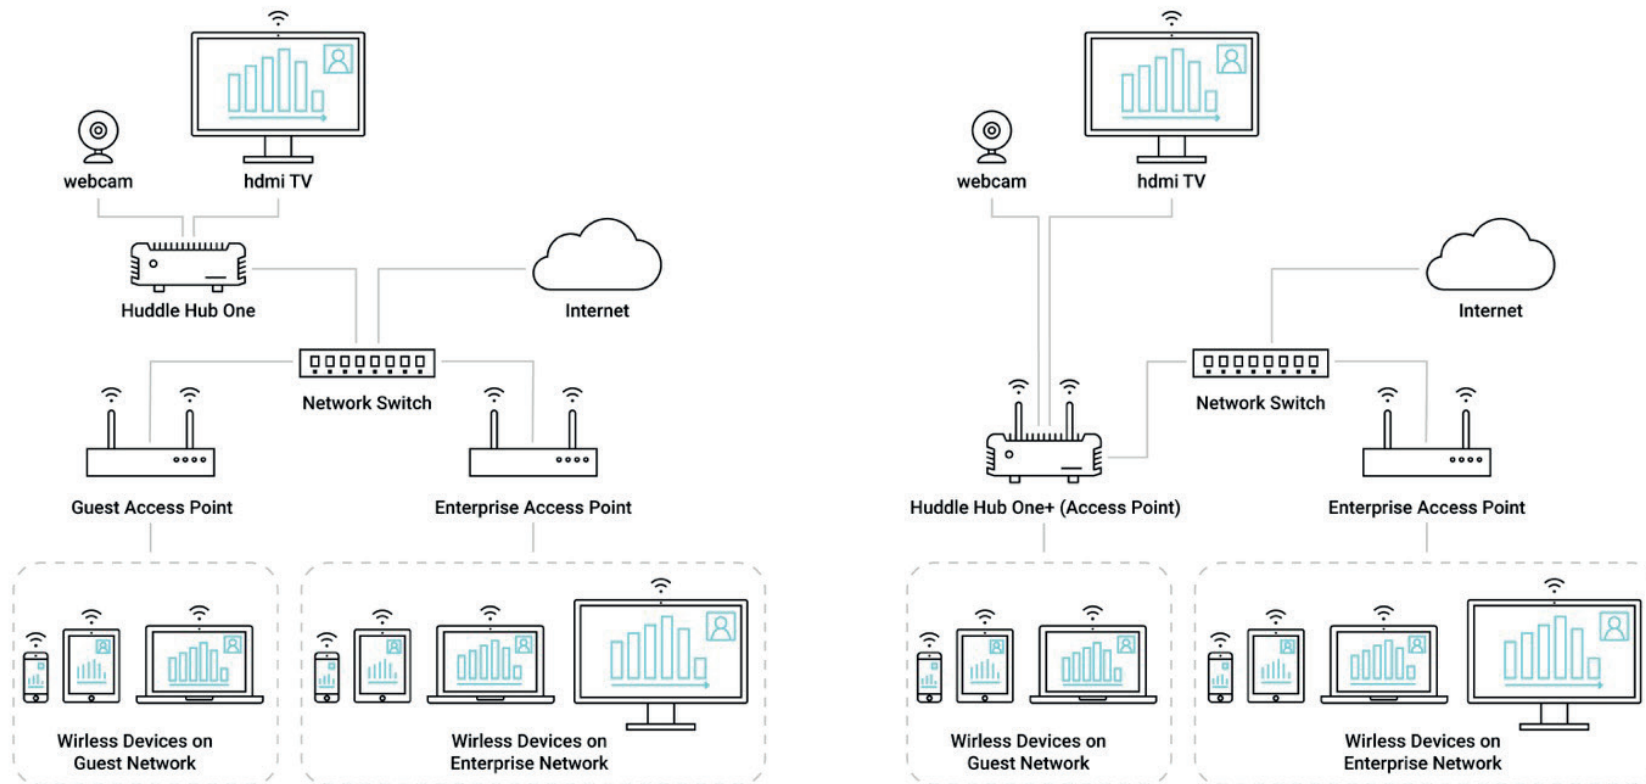 webcam
hdmi TV
Huddle Hub One
Internet
Network Switch
Guest Access Point
Enterprise Access Point
Wirless Devices on
Guest Network
Wirless Devices on
Enterprise Network
webcam
hdmi TV
Internet
Network Switch
Huddle Hub One+ (Access Point)
Enterprise Access Point
Wirless Devices on
Guest Network
Wirless Devices on
Enterprise Network